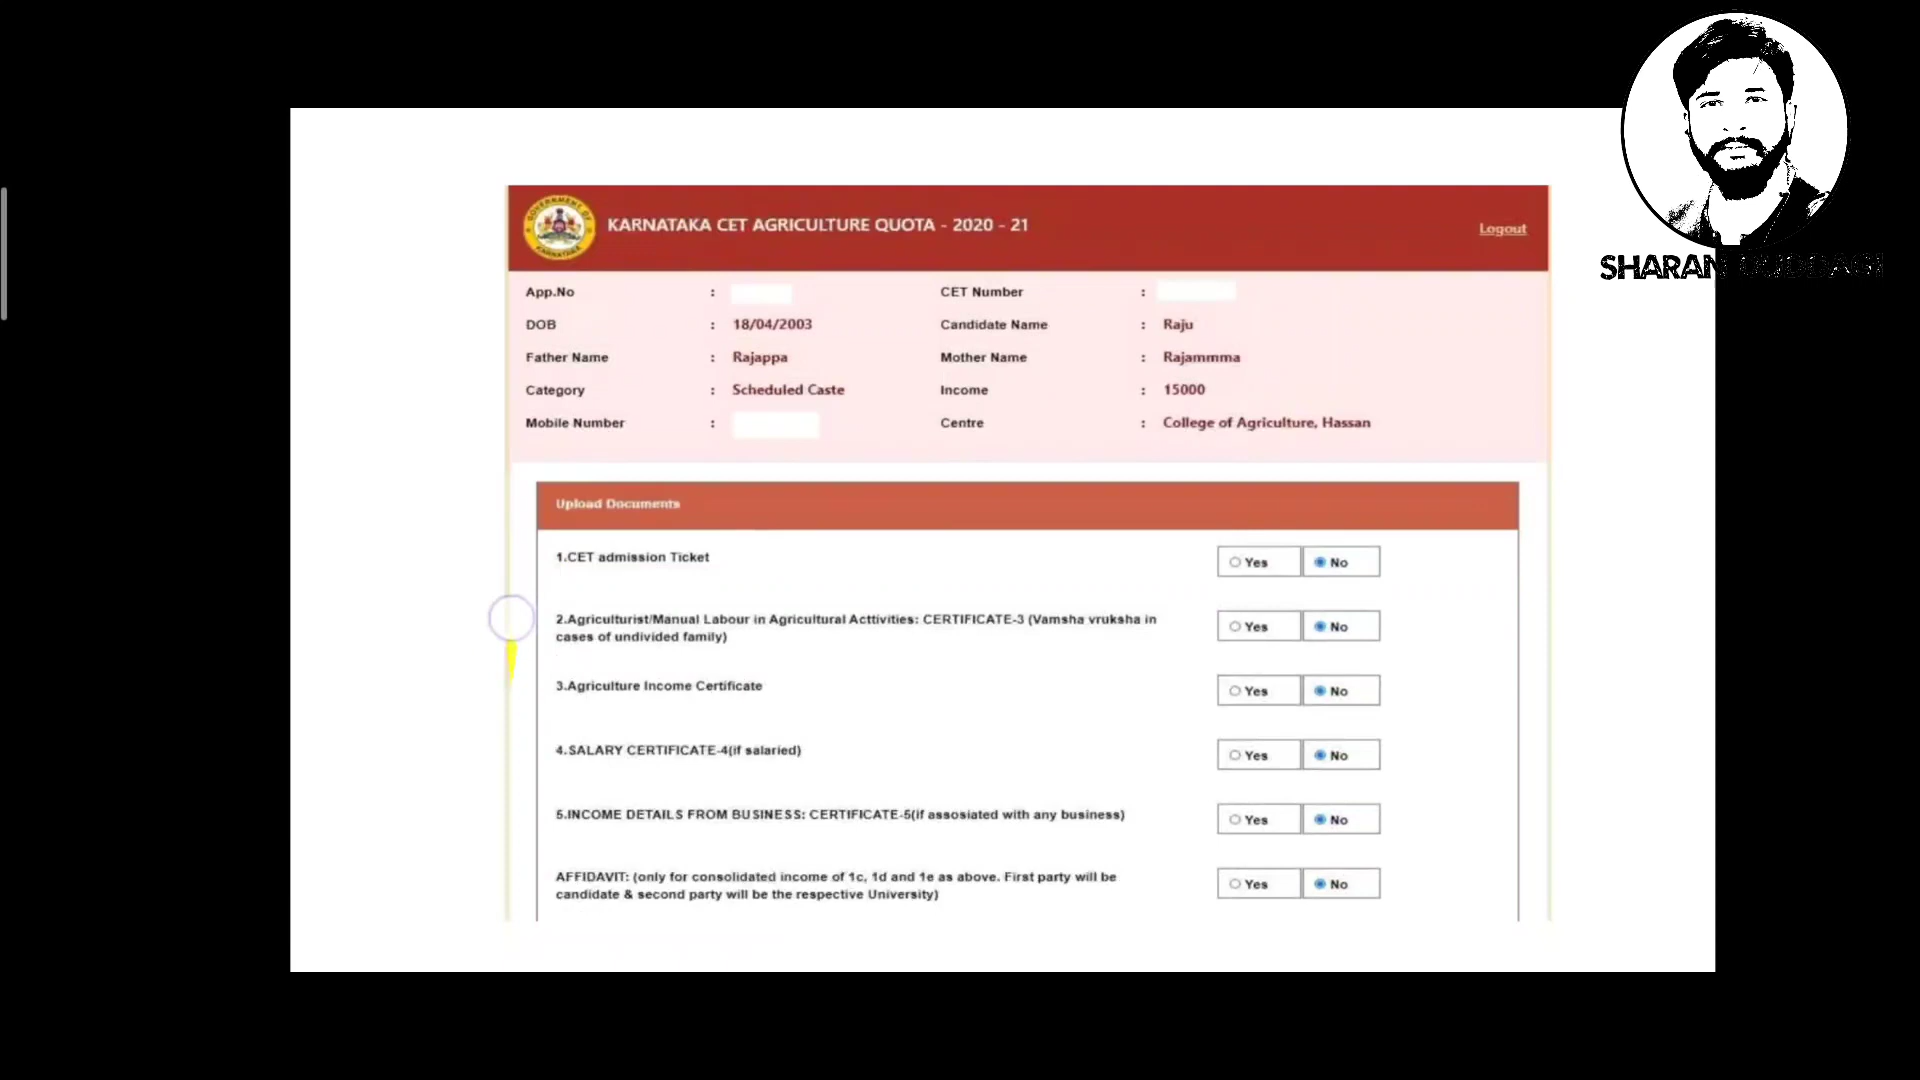 SHARAN
KARNATAKA CET AGRICULTURE QUOTA - 2020 - 21
Logout
App.No :
CET Number :
DOB : 18/04/2003
Candidate Name : Raju
Father Name : Rajappa
Mother Name : Rajammma
Category : Scheduled Caste
Income : 15000
Mobile Number :
Centre : College of Agriculture, Hassan
Upload Documents
1.CET admission Ticket
Yes No
2.Agriculturist/Manual Labour in Agricultural Acttivities: CERTIFICATE-3 (Vamsha vruksha in
cases of undivided family)
Yes No
3.Agriculture Income Certificate
Yes No
4.SALARY CERTIFICATE-4(if salaried)
Yes No
5.INCOME DETAILS FROM BUSINESS: CERTIFICATE-5(if assosiated with any business)
Yes No
AFFIDAVIT: (only for consolidated income of 1c, 1d and 1e as above. First party will be
candidate & second party will be the respective University)
Yes No